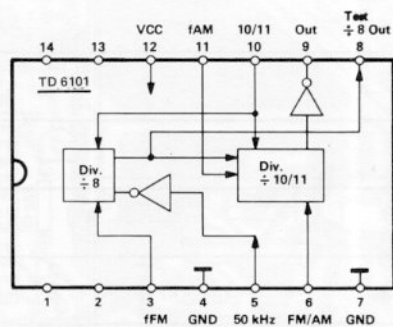 Test
VCC fAM 10/11 Out ÷ 8 Out
14 13 12 11 10 9 8
TD 6101
Div.
÷ 8
Div.
÷ 10/11
1 2 3 4 5 6 7
fFM GND 50 kHz FM/AM GND